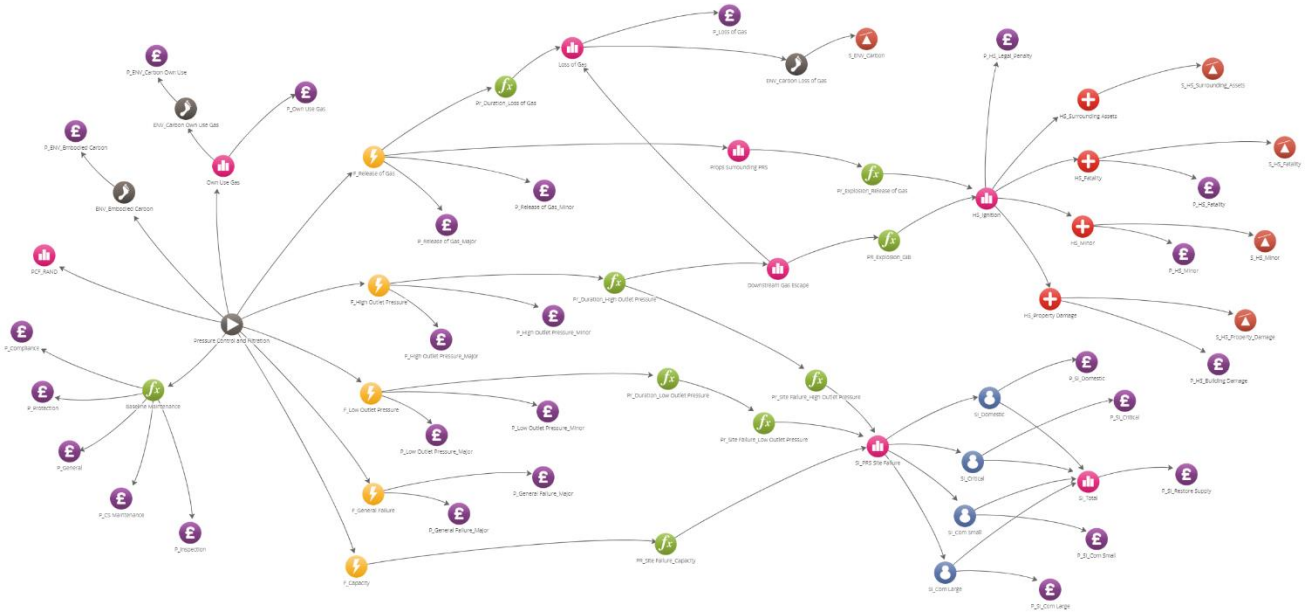 P_Loss of Gas
P_HS_Legal_Penalty
Loss of Gas
S_ENV_Carbon
P_ENV_Carbon Own Use
ENV_Carbon Loss of Gas
S_HS_Surrounding_Assets
Pr_Duration_Loss of Gas
P_Own Use Gas
HS_Surrounding Assets
ENV_Carbon Own Use Gas
P_ENV_Embodied Carbon
S_HS_Fatality
Props Surrounding PRS
Own Use Gas
P_Release of Gas
HS_Fatality
Pr_Explosion_Release of Gas
P_HS_Fatality
ENV_Embodied Carbon
P_Release of Gas_Minor
HS_Ignition
P_Release of Gas_Major
HS_Minor
S_HS_Minor
PR_Explosion_GIB
P_HS_Minor
PCF_RAND
Downstream Gas Escape
Pr_Duration_High Outlet Pressure
P_High Outlet Pressure
HS_Property Damage
P_High Outlet Pressure_Minor
S_HS_Property_Damage
Pressure Control and Filtration
P_Compliance
P_High Outlet Pressure_Major
P_HS_Building Damage
P_SI_Domestic
Pr_Duration_Low Outlet Pressure
Pr_Site Failure_High Outlet Pressure
P_Protection
Baseline Maintenance
F_Low Outlet Pressure
SI_Domestic
P_SI_Critical
P_Low Outlet Pressure_Minor
Pr_Site Failure_Low Outlet Pressure
P_Low Outlet Pressure_Major
SI_PRS Site Failure
P_General
SI_Critical
P_SI_Restore Supply
P_General Failure_Major
SI_Total
P_CS Maintenance
P_General Failure
P_General Failure_Major
SI_Com Small
P_Inspection
P_SI_Com Small
PR_Site Failure_Capacity
F_Capacity
SI_Com Large
P_SI_Com Large